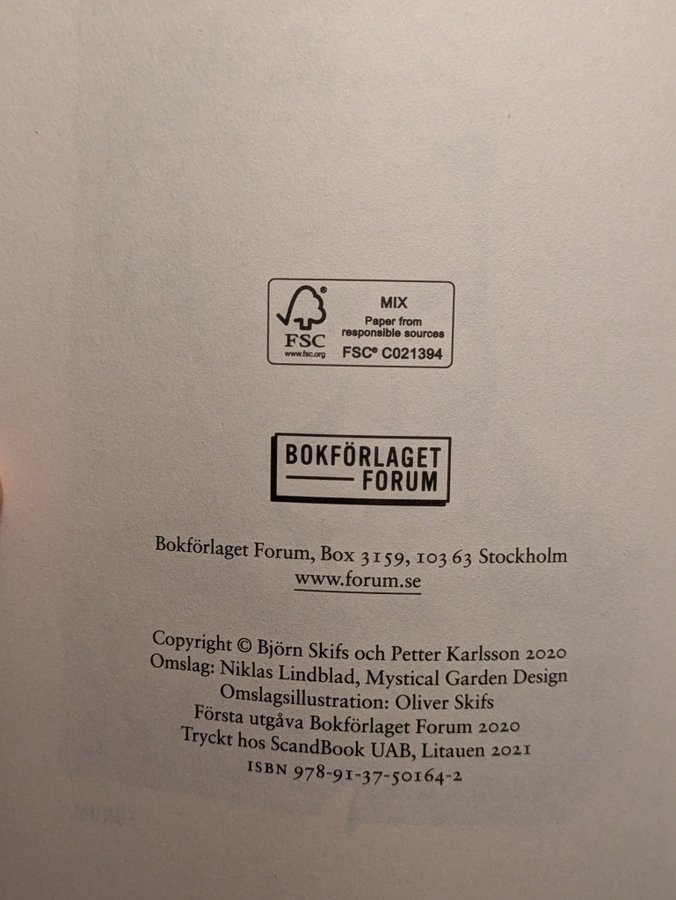 MIX
Paper from
responsible sources
FSC® C021394
®
FSC
www.fsc.org
BOKFÖRLAGET
FORUM
Bokförlaget Forum, Box 3159, 103 63 Stockholm
www.forum.se
Copyright © Björn Skifs och Petter Karlsson 2020
Omslag: Niklas Lindblad, Mystical Garden Design
Omslagsillustration: Oliver Skifs
Första utgåva Bokförlaget Forum 2020
Tryckt hos ScandBook UAB, Litauen 2021
ISBN 978-91-37-50164-2